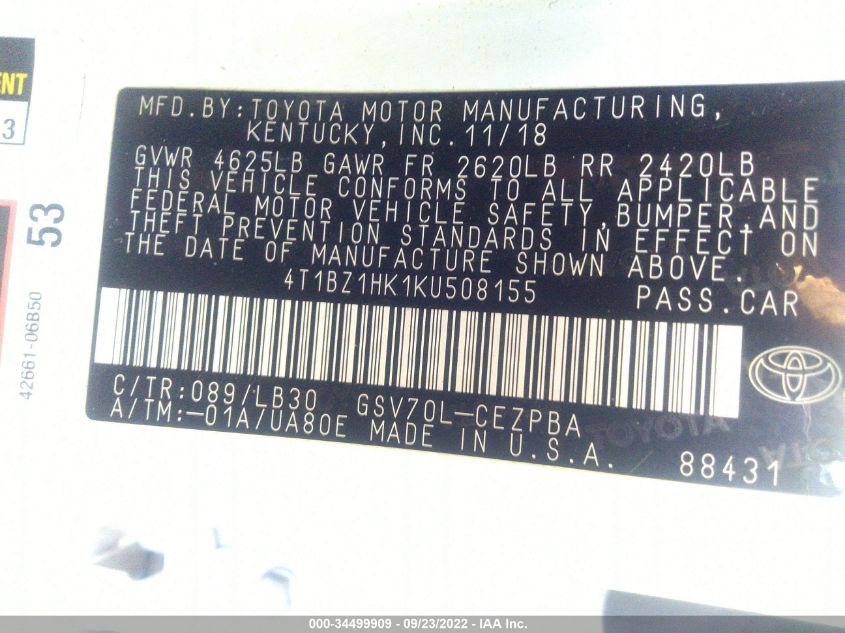 ENT
3
53
42661-06B50
MFD.BY:TOYOTA MOTOR MANUFACTURING,
KENTUCKY,INC.11/18
GVWR 4625LB GAWR FR 2620LB RR 2420LB
THIS VEHICLE CONFORMS TO ALL APPLICABLE
FEDERAL MOTOR VEHICLE SAFETY,BUMPER,AND
THEFT PREVENTION STANDARDS IN EFFECT ON
THE DATE OF MANUFACTURE SHOWN ABOVE.
4T1BZ1HK1KU508155 PASS.CAR
C/TR:089/LB30 GSV70L-CEZPBA
A/TM:-01A/UA80E MADE IN U.S.A.
TOYOTA
88431
000-34499909 - 09/23/2022 - IAA Inc.